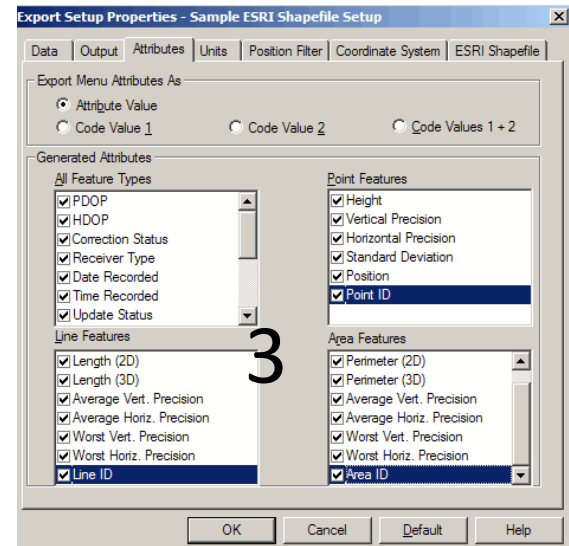 Export Setup Properties - Sample ESRI Shapefile Setup
Data Output Attributes Units Position Filter Coordinate System ESRI Shapefile
Export Menu Attributes As
Attribute Value
Code Value 1 Code Value 2 Code Values 1 + 2
Generated Attributes
All Feature Types
PDOP
HDOP
Correction Status
Receiver Type
Date Recorded
Time Recorded
Update Status
Point Features
Height
Vertical Precision
Horizontal Precision
Standard Deviation
Position
Point ID
3
Line Features
Length (2D)
Length (3D)
Average Vert. Precision
Average Horiz. Precision
Worst Vert. Precision
Worst Horiz. Precision
Line ID
Area Features
Perimeter (2D)
Perimeter (3D)
Average Vert. Precision
Average Horiz. Precision
Worst Vert. Precision
Worst Horiz. Precision
Area ID
OK Cancel Default Help